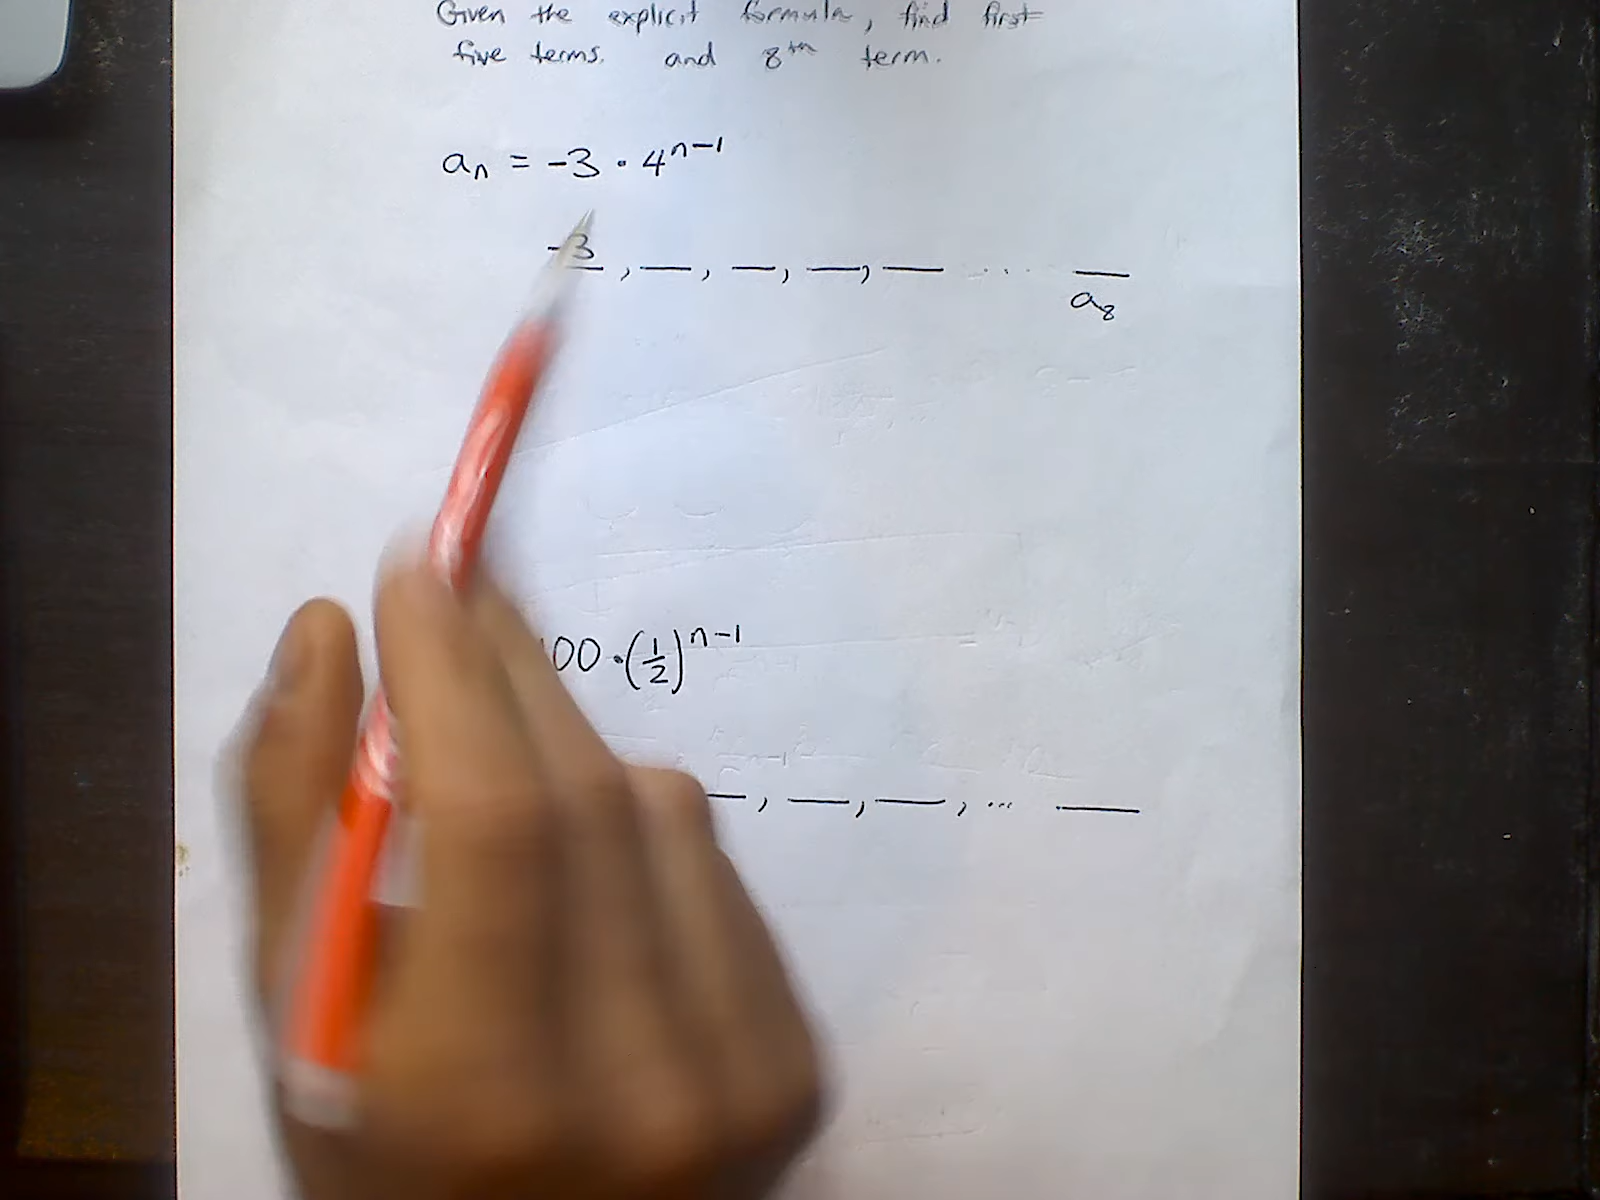 Given the explicit formula, find first
five terms. and 8th term.
aₙ = -3 · 4ⁿ⁻¹
-3 , __, __, __, __ ... __
a₈
00 · (1/2)ⁿ⁻¹
__, __, __, ... __